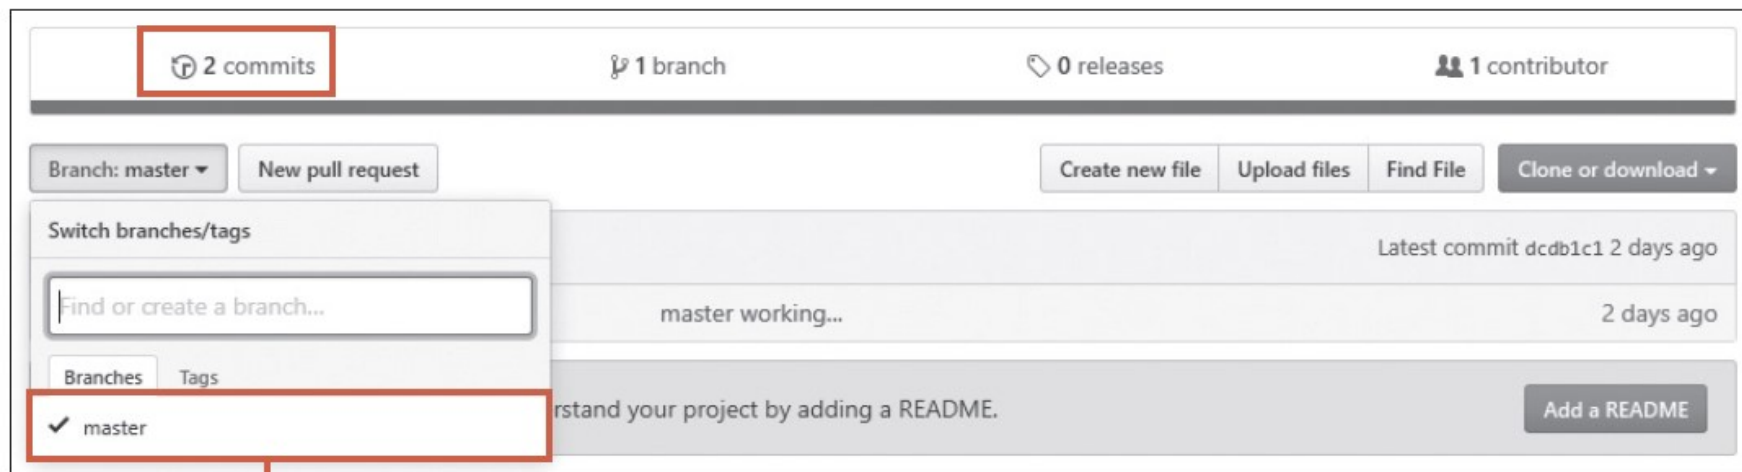 2 commits
1 branch
0 releases
1 contributor
Branch: master
New pull request
Create new file
Upload files
Find File
Clone or download
Switch branches/tags
Latest commit dcdb1c1 2 days ago
Find or create a branch...
master working...
2 days ago
Branches
Tags
your project by adding a README.
Add a README
master